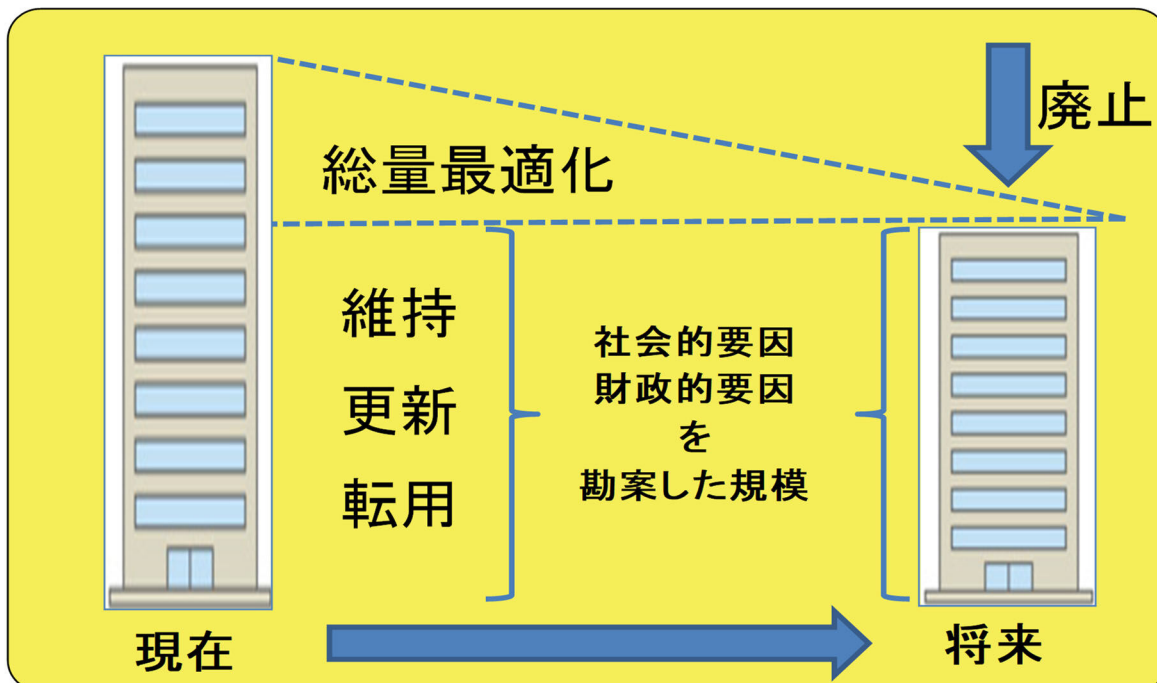 廃止
総量最適化
維持
更新
転用
社会的要因
財政的要因
を
勘案した規模
現在
将来